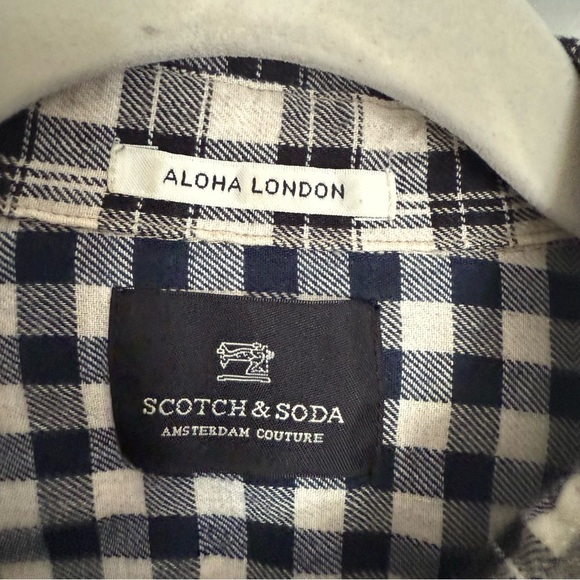 ALOHA LONDON
SCOTCH & SODA
AMSTERDAM COUTURE